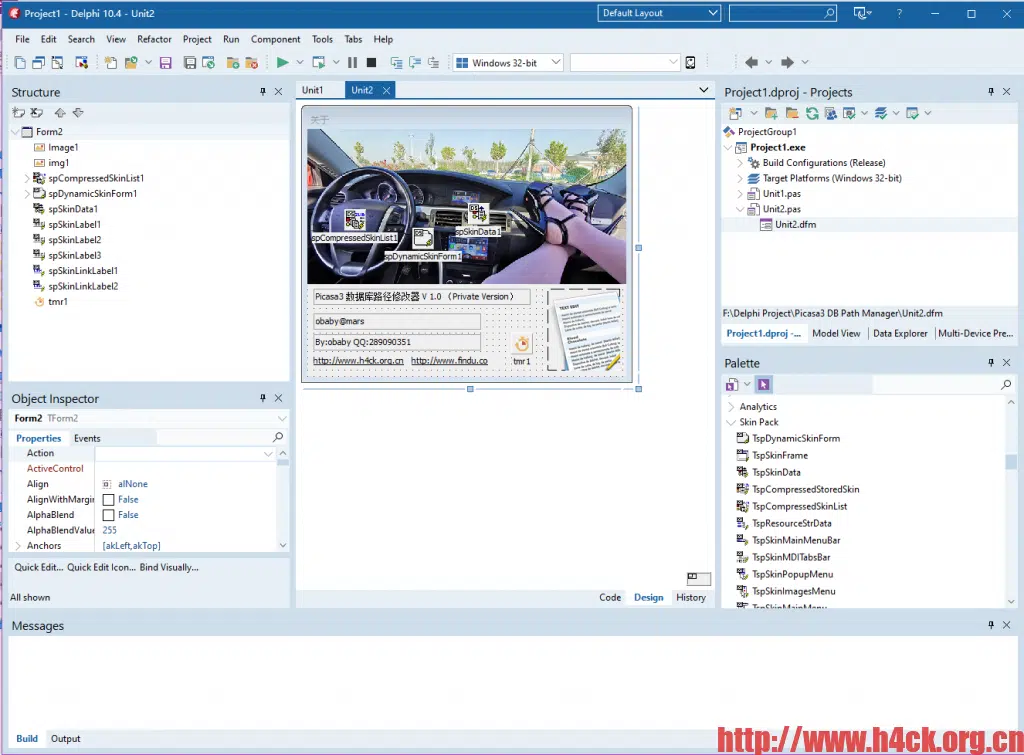 Project1 - Delphi 10.4 - Unit2
Default Layout
?
File Edit Search View Refactor Project Run Component Tools Tabs Help
Windows 32-bit
Structure
Form2
Image1
img1
spCompressedSkinList1
spDynamicSkinForm1
spSkinData1
spSkinLabel1
spSkinLabel2
spSkinLabel3
spSkinLinkLabel1
spSkinLinkLabel2
tmr1
Object Inspector
Form2 TForm2
Properties Events
Action
ActiveControl
Align alNone
AlignWithMargin False
AlphaBlend False
AlphaBlendValue 255
Anchors [akLeft,akTop]
Quick Edit... Quick Edit Icon... Bind Visually...
All shown
Unit1 Unit2
关于
spCompressedSkinList1
spSkinData1
spDynamicSkinForm1
Picasa3 数据库路径修改器 V 1.0 (Private Version)
obaby@mars
By:obaby QQ:289090351
http://www.h4ck.org.cn http://www.findu.co
tmr1
Code Design History
Project1.dproj - Projects
ProjectGroup1
Project1.exe
Build Configurations (Release)
Target Platforms (Windows 32-bit)
Unit1.pas
Unit2.pas
Unit2.dfm
F:\Delphi Project\Picasa3 DB Path Manager\Unit2.dfm
Project1.dproj -... Model View Data Explorer Multi-Device Pre...
Palette
Analytics
Skin Pack
TspDynamicSkinForm
TspSkinFrame
TspSkinData
TspCompressedStoredSkin
TspCompressedSkinList
TspResourceStrData
TspSkinMainMenuBar
TspSkinMDITabsBar
TspSkinPopupMenu
TspSkinImagesMenu
TspSkinMainMenu
Messages
Build Output
http://www.h4ck.org.cn